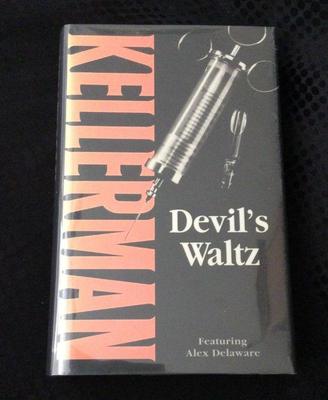 KELLERMAN
Devil's
Waltz
Featuring
Alex Delaware